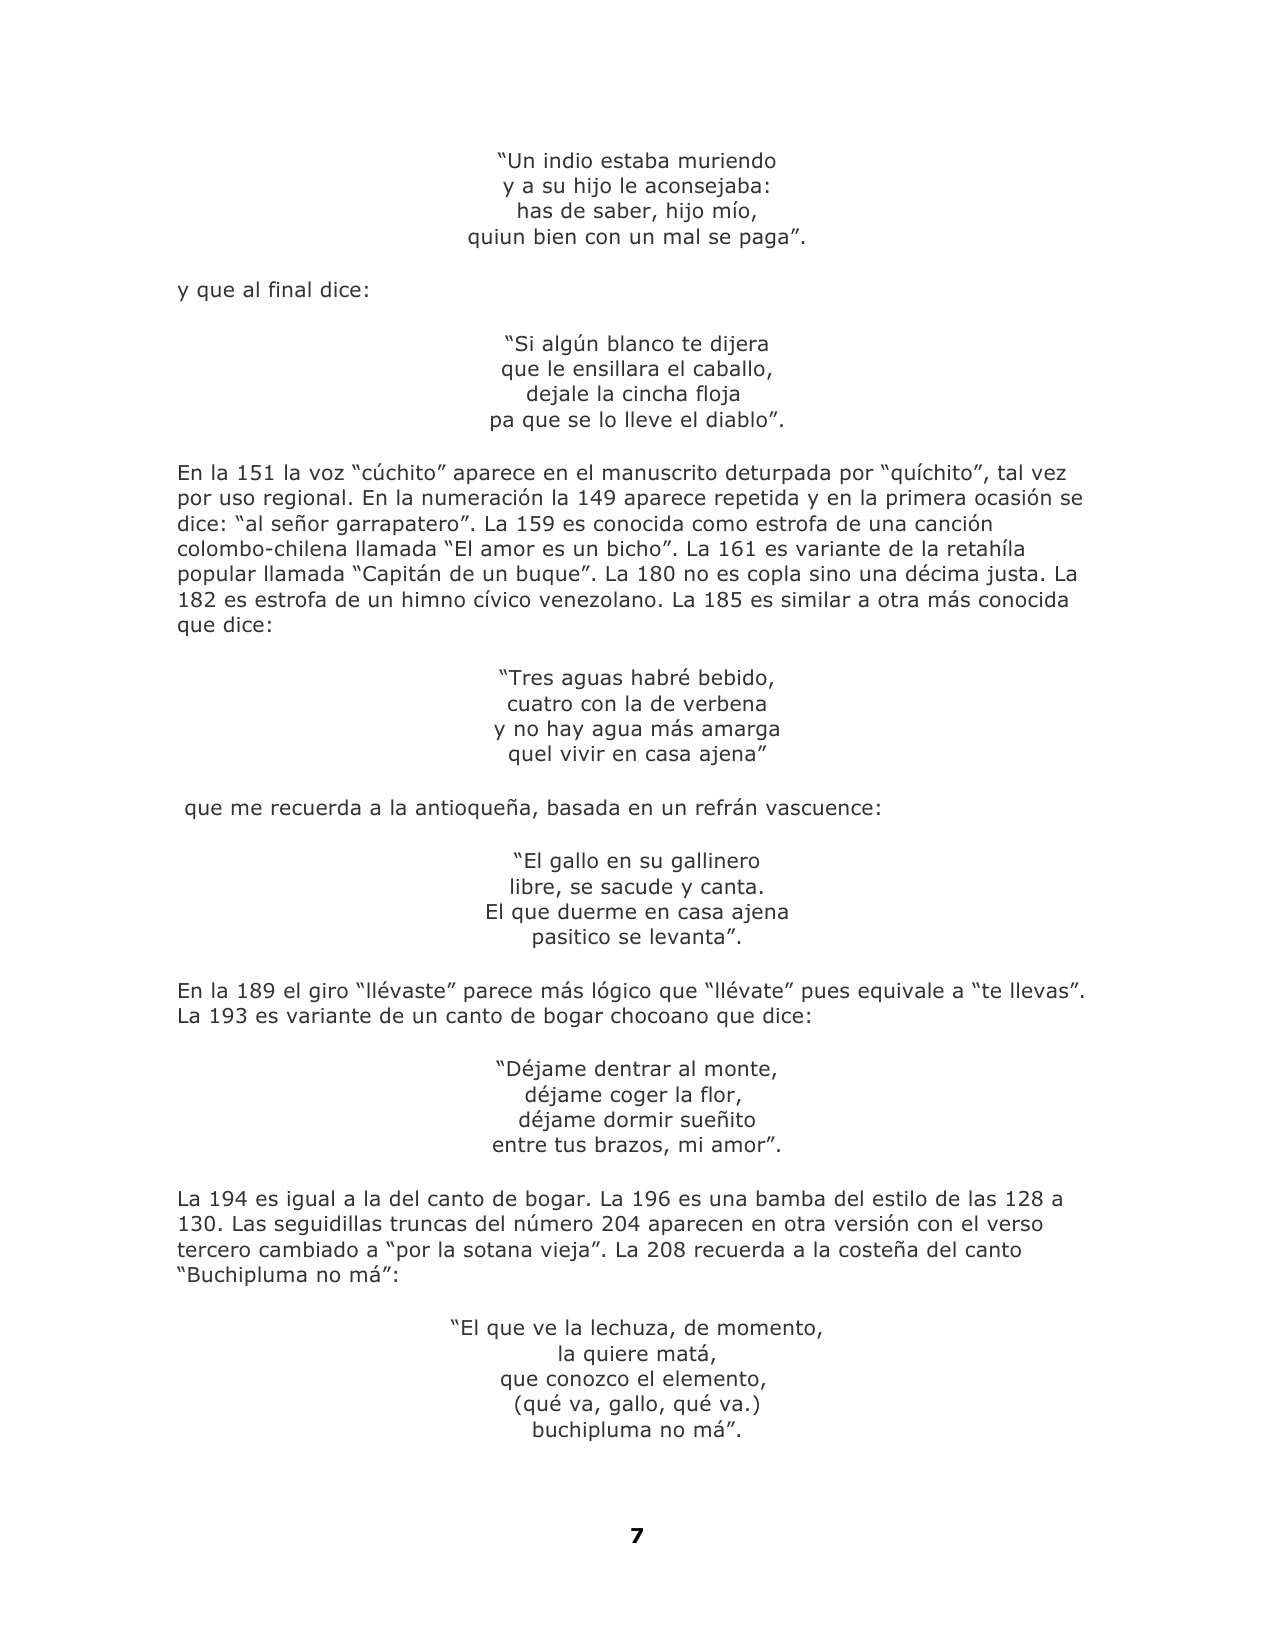 “Un indio estaba muriendo
y a su hijo le aconsejaba:
has de saber, hijo mío,
quiun bien con un mal se paga”.
y que al final dice:
“Si algún blanco te dijera
que le ensillara el caballo,
dejale la cincha floja
pa que se lo lleve el diablo”.
En la 151 la voz “cúchito” aparece en el manuscrito deturpada por “quíchito”, tal vez
por uso regional. En la numeración la 149 aparece repetida y en la primera ocasión se
dice: “al señor garrapatero”. La 159 es conocida como estrofa de una canción
colombo-chilena llamada “El amor es un bicho”. La 161 es variante de la retahíla
popular llamada “Capitán de un buque”. La 180 no es copla sino una décima justa. La
182 es estrofa de un himno cívico venezolano. La 185 es similar a otra más conocida
que dice:
“Tres aguas habré bebido,
cuatro con la de verbena
y no hay agua más amarga
quel vivir en casa ajena”
que me recuerda a la antioqueña, basada en un refrán vascuence:
“El gallo en su gallinero
libre, se sacude y canta.
El que duerme en casa ajena
pasitico se levanta”.
En la 189 el giro “llévaste” parece más lógico que “llévate” pues equivale a “te llevas”.
La 193 es variante de un canto de bogar chocoano que dice:
“Déjame dentrar al monte,
déjame coger la flor,
déjame dormir sueñito
entre tus brazos, mi amor”.
La 194 es igual a la del canto de bogar. La 196 es una bamba del estilo de las 128 a
130. Las seguidillas truncas del número 204 aparecen en otra versión con el verso
tercero cambiado a “por la sotana vieja”. La 208 recuerda a la costeña del canto
“Buchipluma no má”:
“El que ve la lechuza, de momento,
la quiere matá,
que conozco el elemento,
(qué va, gallo, qué va.)
buchipluma no má”.
7